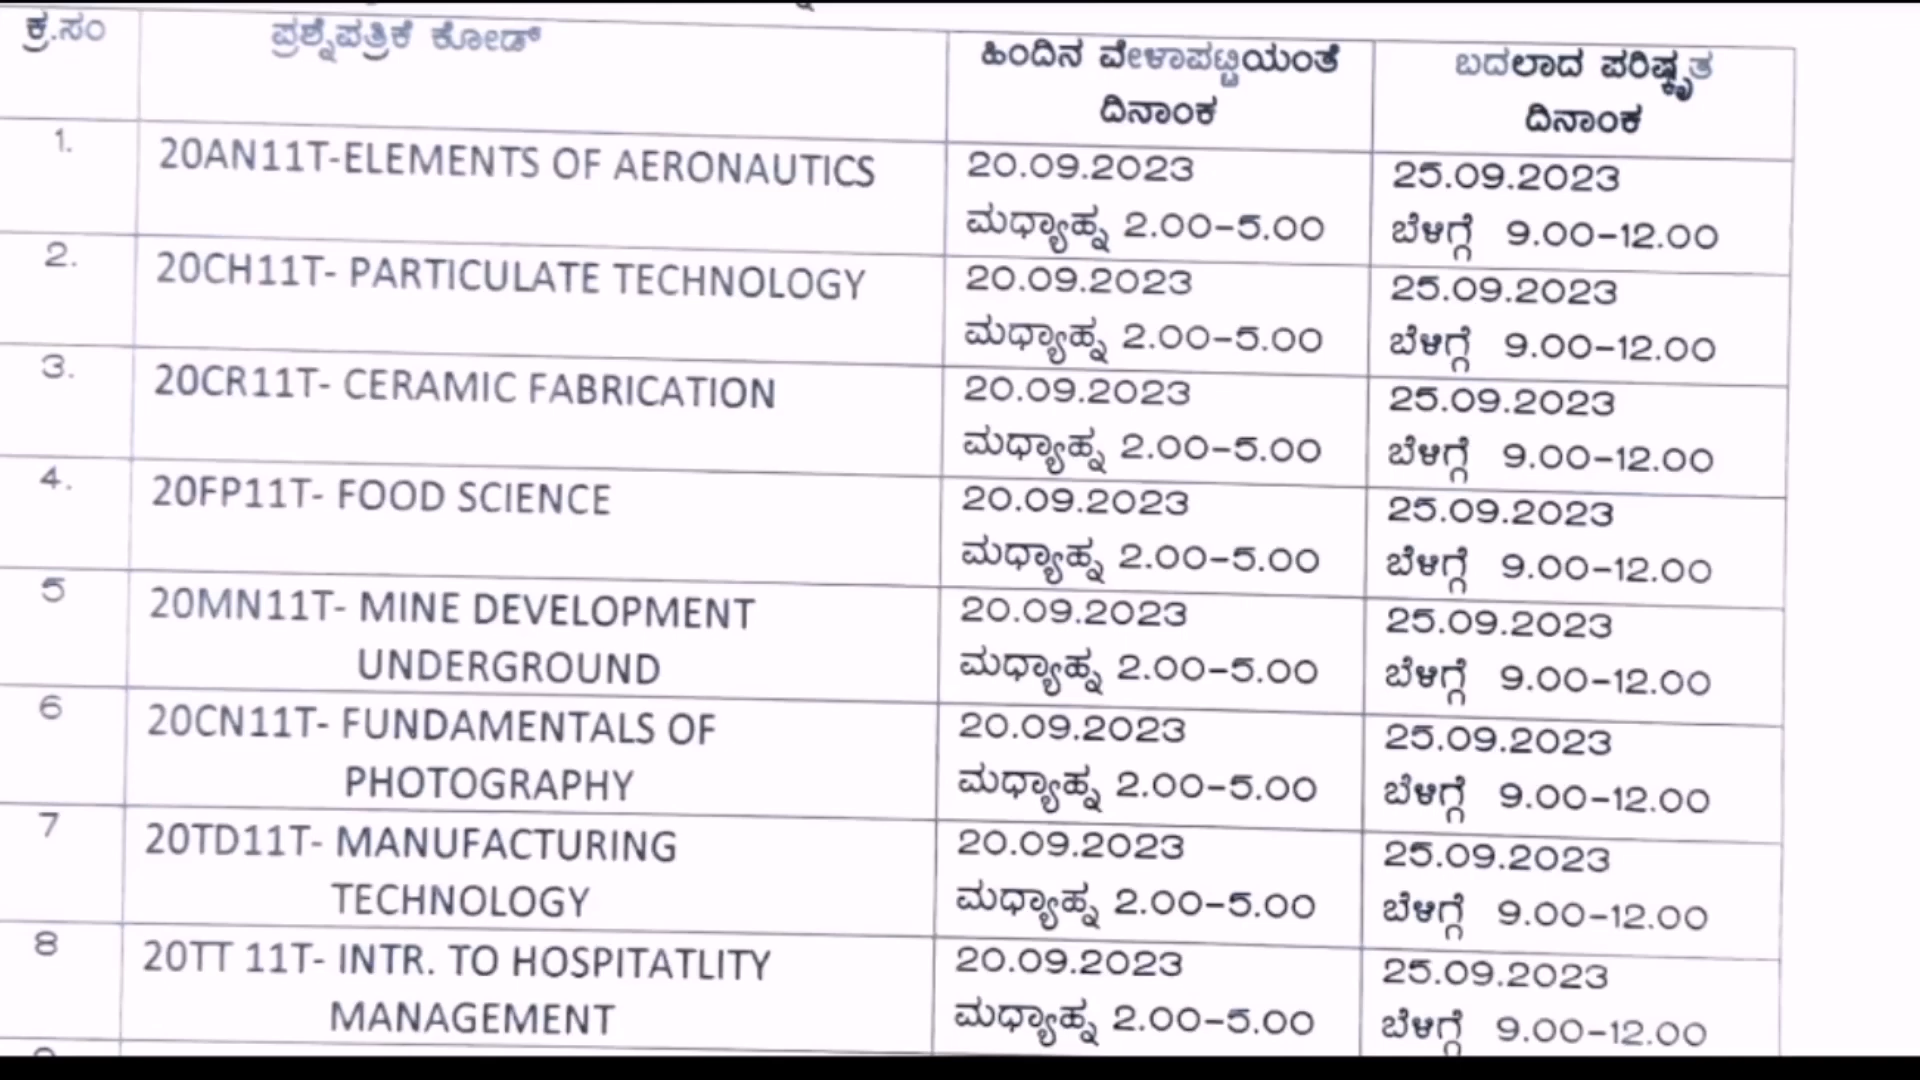 ಕ್ರ.ಸಂ ಪ್ರಶ್ನೆಪತ್ರಿಕೆ ಕೋಡ್ ಹಿಂದಿನ ವೇಳಾಪಟ್ಟಿಯಂತೆ ದಿನಾಂಕ ಬದಲಾದ ಪರಿಷ್ಕೃತ ದಿನಾಂಕ
1. 20AN11T-ELEMENTS OF AERONAUTICS 20.09.2023 25.09.2023
ಮಧ್ಯಾಹ್ನ 2.00-5.00 ಬೆಳಿಗ್ಗೆ 9.00-12.00
2. 20CH11T- PARTICULATE TECHNOLOGY 20.09.2023 25.09.2023
ಮಧ್ಯಾಹ್ನ 2.00-5.00 ಬೆಳಿಗ್ಗೆ 9.00-12.00
3. 20CR11T- CERAMIC FABRICATION 20.09.2023 25.09.2023
ಮಧ್ಯಾಹ್ನ 2.00-5.00 ಬೆಳಿಗ್ಗೆ 9.00-12.00
4. 20FP11T- FOOD SCIENCE 20.09.2023 25.09.2023
ಮಧ್ಯಾಹ್ನ 2.00-5.00 ಬೆಳಿಗ್ಗೆ 9.00-12.00
5 20MN11T- MINE DEVELOPMENT 20.09.2023 25.09.2023
UNDERGROUND ಮಧ್ಯಾಹ್ನ 2.00-5.00 ಬೆಳಿಗ್ಗೆ 9.00-12.00
6 20CN11T- FUNDAMENTALS OF 20.09.2023 25.09.2023
PHOTOGRAPHY ಮಧ್ಯಾಹ್ನ 2.00-5.00 ಬೆಳಿಗ್ಗೆ 9.00-12.00
7 20TD11T- MANUFACTURING 20.09.2023 25.09.2023
TECHNOLOGY ಮಧ್ಯಾಹ್ನ 2.00-5.00 ಬೆಳಿಗ್ಗೆ 9.00-12.00
8 20TT 11T- INTR. TO HOSPITATLITY 20.09.2023 25.09.2023
MANAGEMENT ಮಧ್ಯಾಹ್ನ 2.00-5.00 ಬೆಳಿಗ್ಗೆ 9.00-12.00